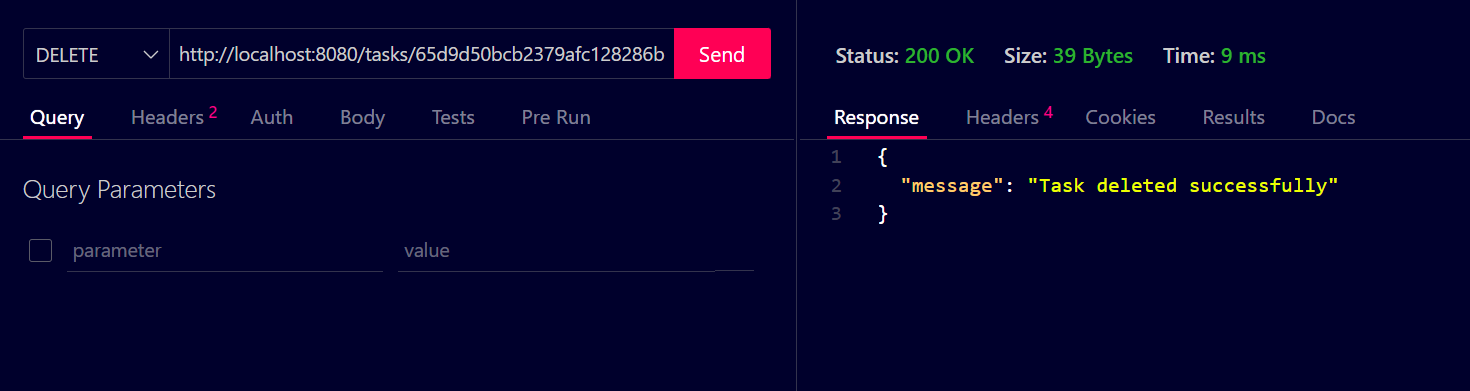 DELETE http://localhost:8080/tasks/65d9d50bcb2379afc128286b Send
Query Headers 2 Auth Body Tests Pre Run
Query Parameters
parameter value
Status: 200 OK Size: 39 Bytes Time: 9 ms
Response Headers 4 Cookies Results Docs
1 {
2 "message": "Task deleted successfully"
3 }